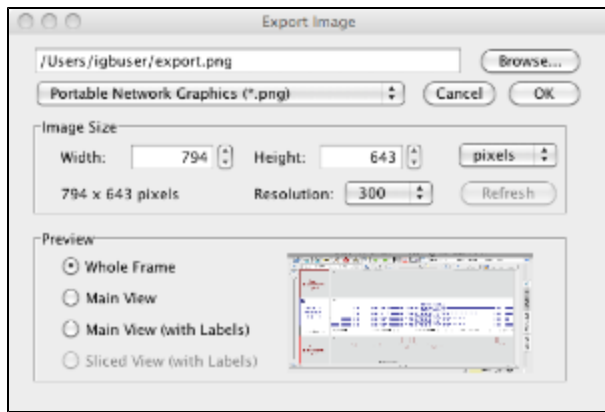 Export Image
/Users/igbuser/export.png
Browse...
Portable Network Graphics (*.png)
Cancel
OK
Image Size
Width: 794 Height: 643 pixels
794 x 643 pixels Resolution: 300 Refresh
Preview
Whole Frame
Main View
Main View (with Labels)
Sliced View (with Labels)